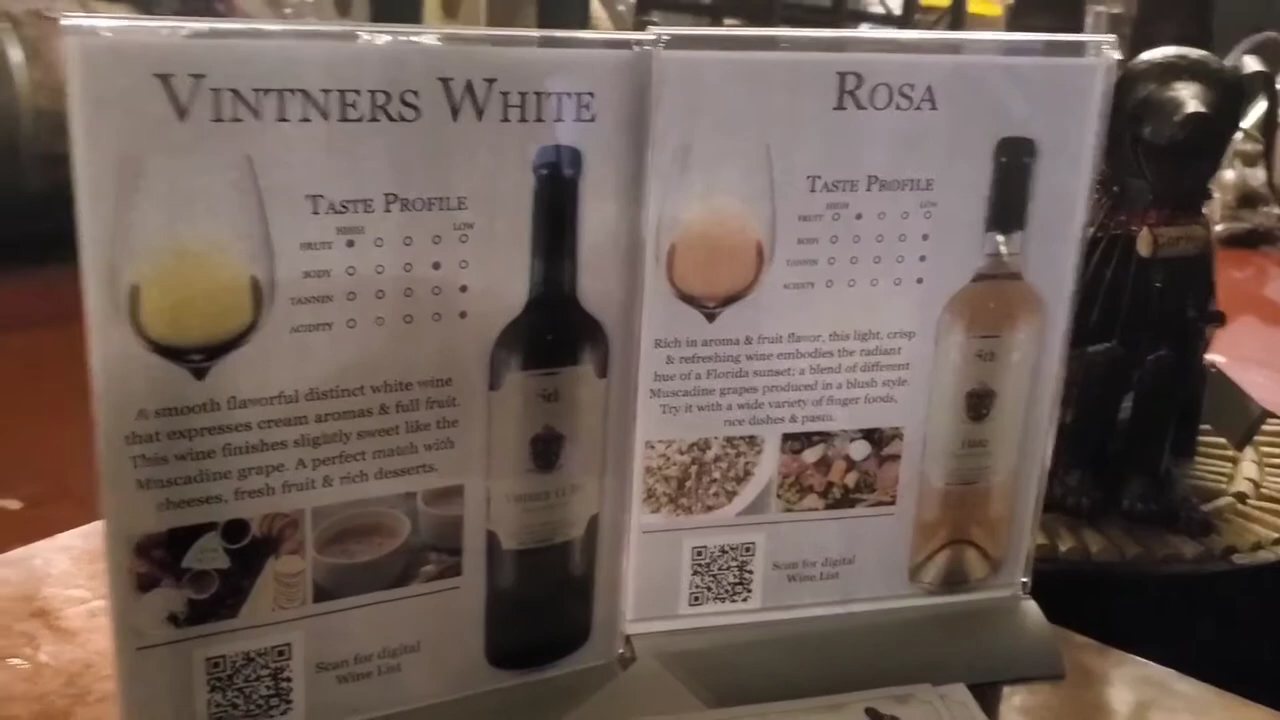 VINTNERS WHITE
TASTE PROFILE
HIGH LOW
FRUIT
BODY
TANNIN
ACIDITY
A smooth flavorful distinct white wine
that expresses cream aromas & full fruit.
This wine finishes slightly sweet like the
Muscadine grape. A perfect match with
cheeses, fresh fruit & rich desserts.
Scan for digital
Wine List
ROSA
TASTE PROFILE
HIGH LOW
FRUIT
BODY
TANNIN
ACIDITY
Rich in aroma & fruit flavor, this light, crisp
& refreshing wine embodies the radiant
hue of a Florida sunset; a blend of different
Muscadine grapes produced in a blush style.
Try it with a wide variety of finger foods,
rice dishes & pasta.
Scan for digital
Wine List